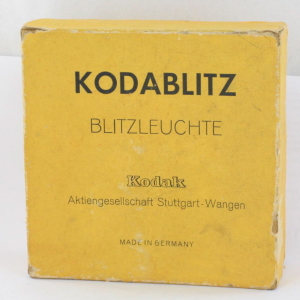 KODABLITZ
BLITZLEUCHTE
Kodak
Aktiengesellschaft Stuttgart-Wangen
MADE IN GERMANY